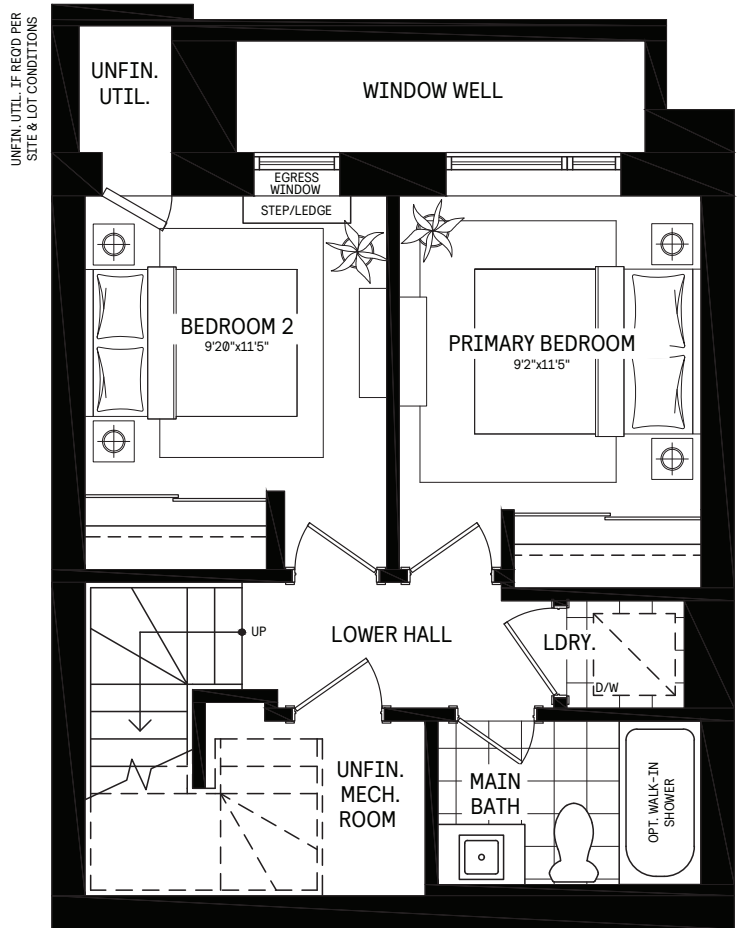 UNFIN. UTIL. IF REQ'D PER
SITE & LOT CONDITIONS
UNFIN.
UTIL.
WINDOW WELL
EGRESS
WINDOW
STEP/LEDGE
BEDROOM 2
9'20"x11'5"
PRIMARY BEDROOM
9'2"x11'5"
UP
LOWER HALL
LDRY.
D/W
UNFIN.
MECH.
ROOM
MAIN
BATH
OPT. WALK-IN
SHOWER